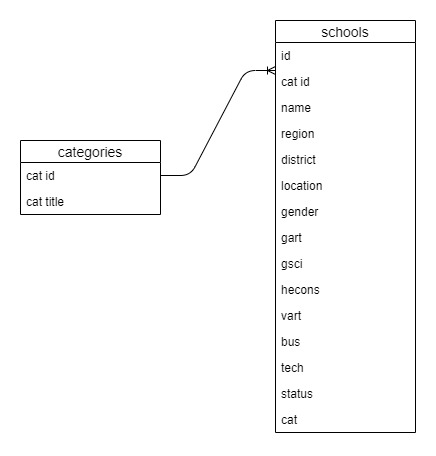 schools
id
cat id
name
region
district
location
gender
gart
gsci
hecons
vart
bus
tech
status
cat
categories
cat id
cat title